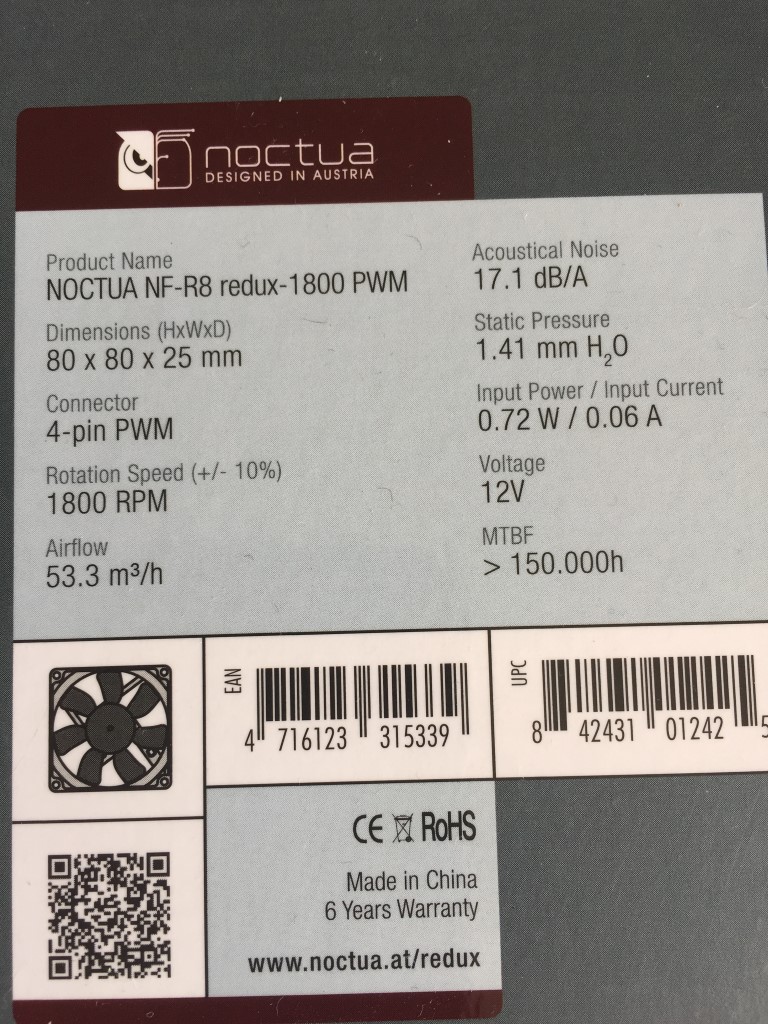 noctua
DESIGNED IN AUSTRIA
Product Name
NOCTUA NF-R8 redux-1800 PWM
Dimensions (HxWxD)
80 x 80 x 25 mm
Connector
4-pin PWM
Rotation Speed (+/- 10%)
1800 RPM
Airflow
53.3 m³/h
Acoustical Noise
17.1 dB/A
Static Pressure
1.41 mm H₂O
Input Power / Input Current
0.72 W / 0.06 A
Voltage
12V
MTBF
> 150.000h
EAN
4 716123 315339
UPC
8 42431 01242 5
CE RoHS
Made in China
6 Years Warranty
www.noctua.at/redux